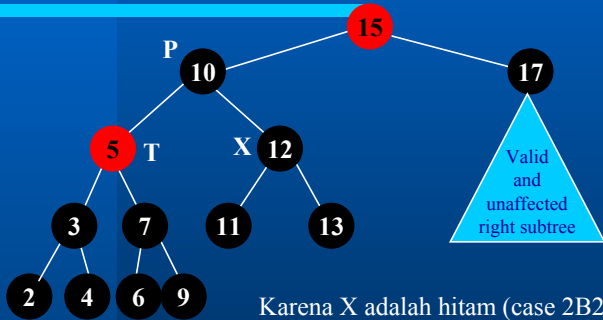 15
P
10
17
5
T
X
12
Valid
and
unaffected
right subtree
3
7
11
13
2
4
6
9
Karena X adalah hitam (case 2B2